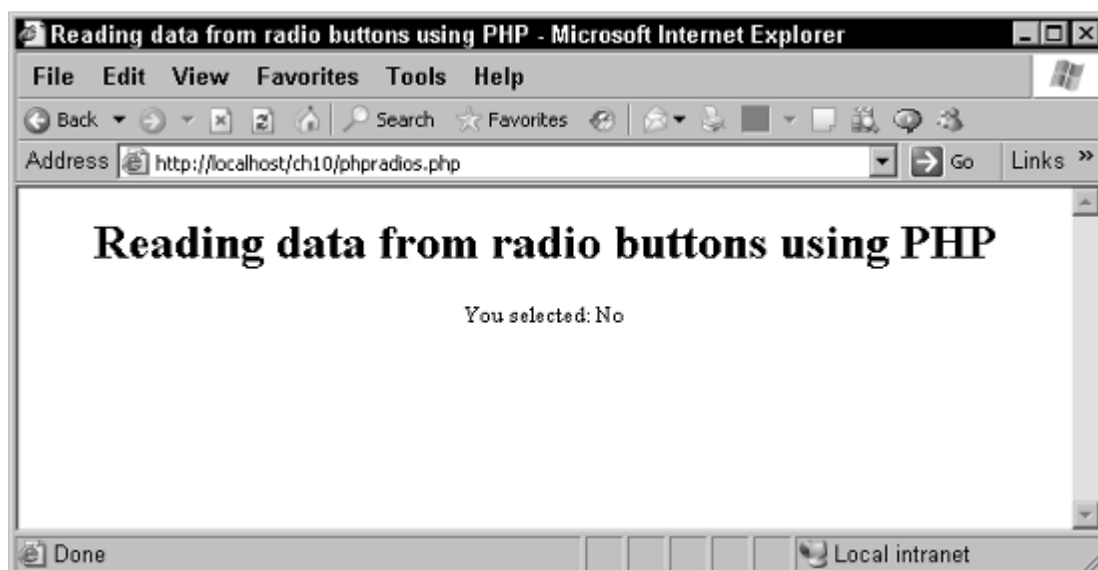 Reading data from radio buttons using PHP - Microsoft Internet Explorer
File Edit View Favorites Tools Help
Back Search Favorites
Address http://localhost/ch10/phpradios.php Go Links »
Reading data from radio buttons using PHP
You selected: No
Done Local intranet